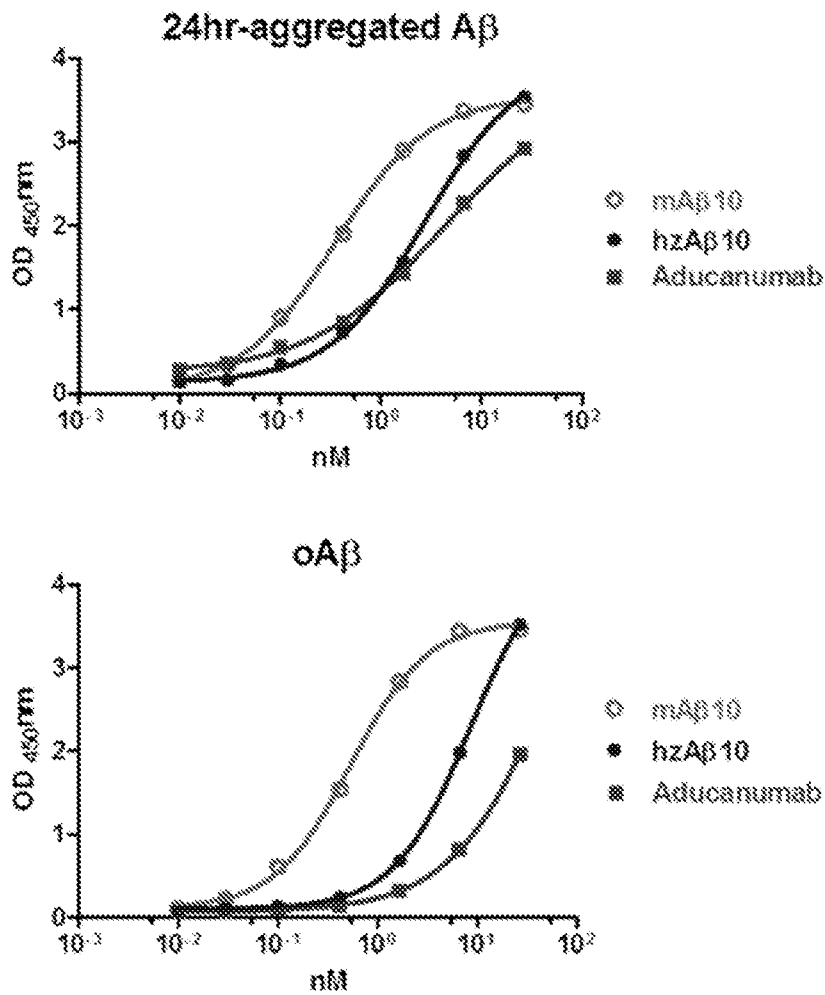 24hr-aggregated Aβ
4
3
2
1
0
OD 450nm
10⁻³ 10⁻² 10⁻¹ 10⁰ 10¹ 10²
nM
mAβ10
hzAβ10
Aducanumab
oAβ
4
3
2
1
0
OD 450nm
10⁻³ 10⁻² 10⁻¹ 10⁰ 10¹ 10²
nM
mAβ10
hzAβ10
Aducanumab